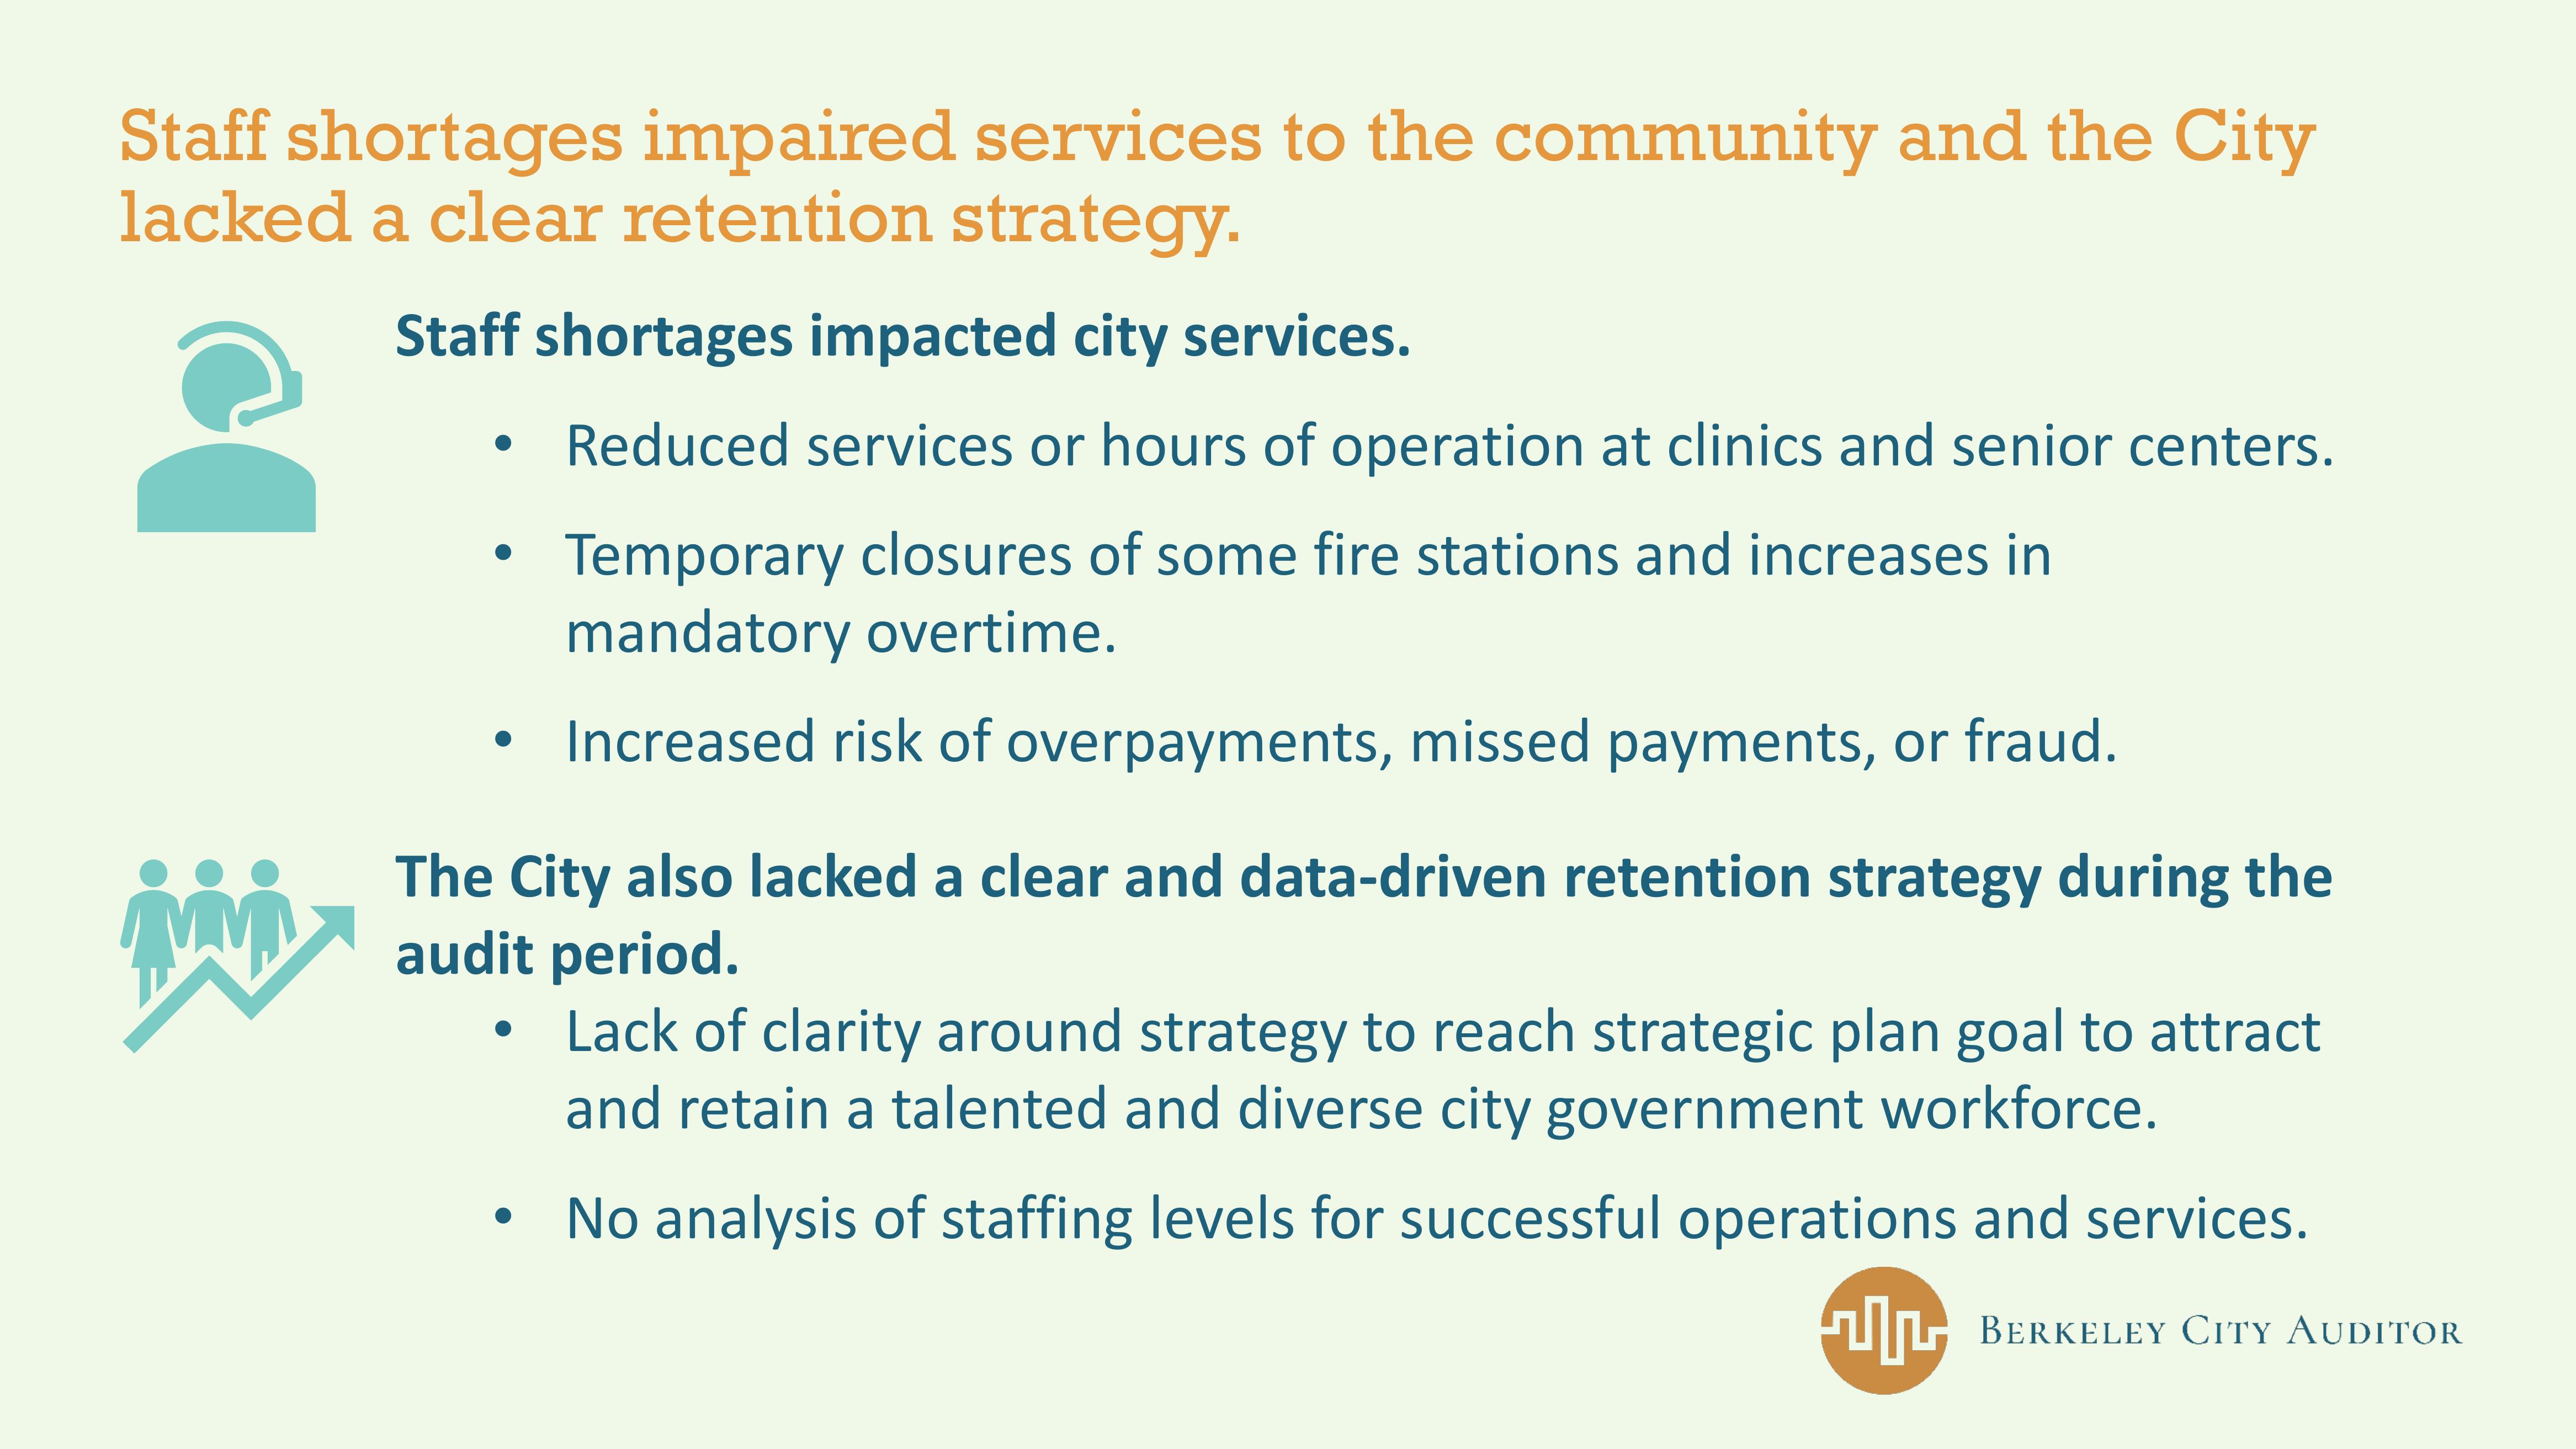 Staff shortages impaired services to the community and the City
lacked a clear retention strategy.
Staff shortages impacted city services.
• Reduced services or hours of operation at clinics and senior centers.
• Temporary closures of some fire stations and increases in
mandatory overtime.
• Increased risk of overpayments, missed payments, or fraud.
The City also lacked a clear and data-driven retention strategy during the
audit period.
• Lack of clarity around strategy to reach strategic plan goal to attract
and retain a talented and diverse city government workforce.
• No analysis of staffing levels for successful operations and services.
BERKELEY CITY AUDITOR